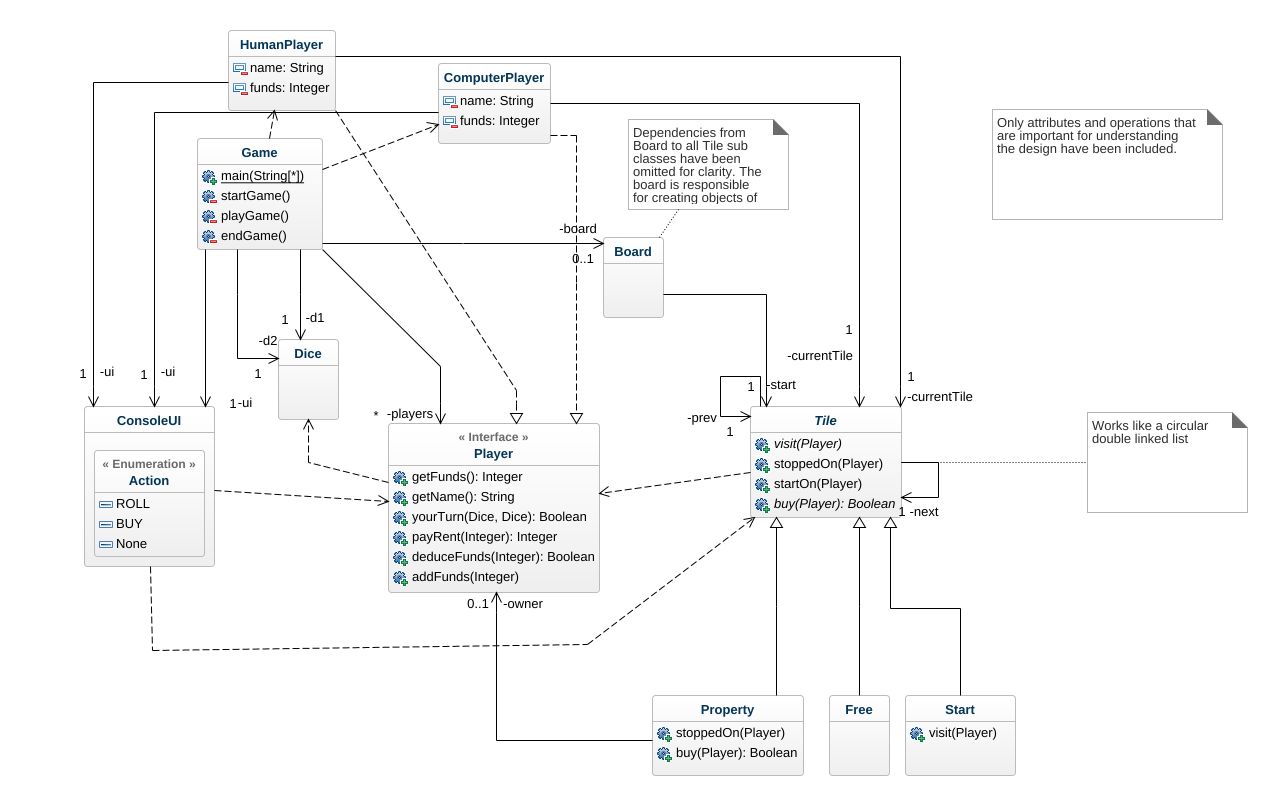 HumanPlayer
name: String
funds: Integer
ComputerPlayer
name: String
funds: Integer
Game
main(String[*])
startGame()
playGame()
endGame()
Dependencies from
Board to all Tile sub
classes have been
omitted for clarity. The
board is responsible
for creating objects of
Only attributes and operations that
are important for understanding
the design have been included.
-board
0..1
Board
1
-d1
-d2
1
Dice
1
-ui
1
-ui
1
-ui
*
-players
1
-currentTile
1
-currentTile
1
-start
-prev
1
ConsoleUI
« Enumeration »
Action
ROLL
BUY
None
« Interface »
Player
getFunds(): Integer
getName(): String
yourTurn(Dice, Dice): Boolean
payRent(Integer): Integer
deduceFunds(Integer): Boolean
addFunds(Integer)
0..1
-owner
Tile
visit(Player)
stoppedOn(Player)
startOn(Player)
buy(Player): Boolean
1
-next
Works like a circular
double linked list
Property
stoppedOn(Player)
buy(Player): Boolean
Free
Start
visit(Player)